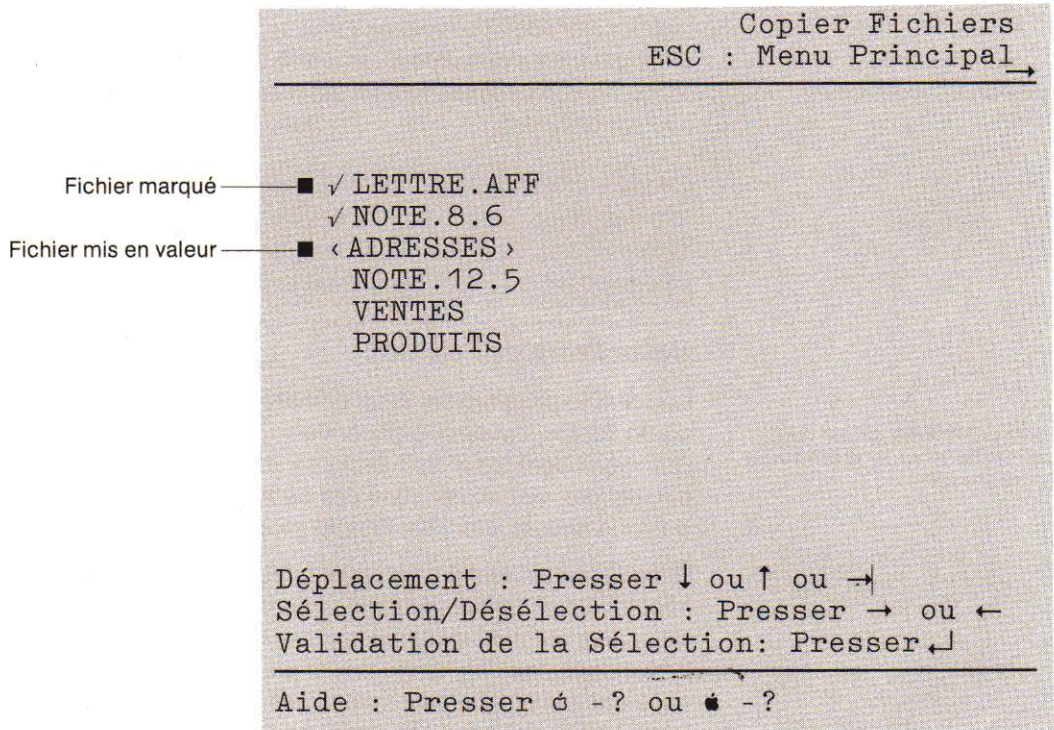 Copier Fichiers
ESC : Menu Principal
→
Fichier marqué ■ √ LETTRE.AFF
√ NOTE.8.6
Fichier mis en valeur ■ ‹ ADRESSES ›
NOTE.12.5
VENTES
PRODUITS
Déplacement : Presser ↓ ou ↑ ou →|
Sélection/Désélection : Presser → ou ←
Validation de la Sélection: Presser ↵
Aide : Presser  -? ou  -?